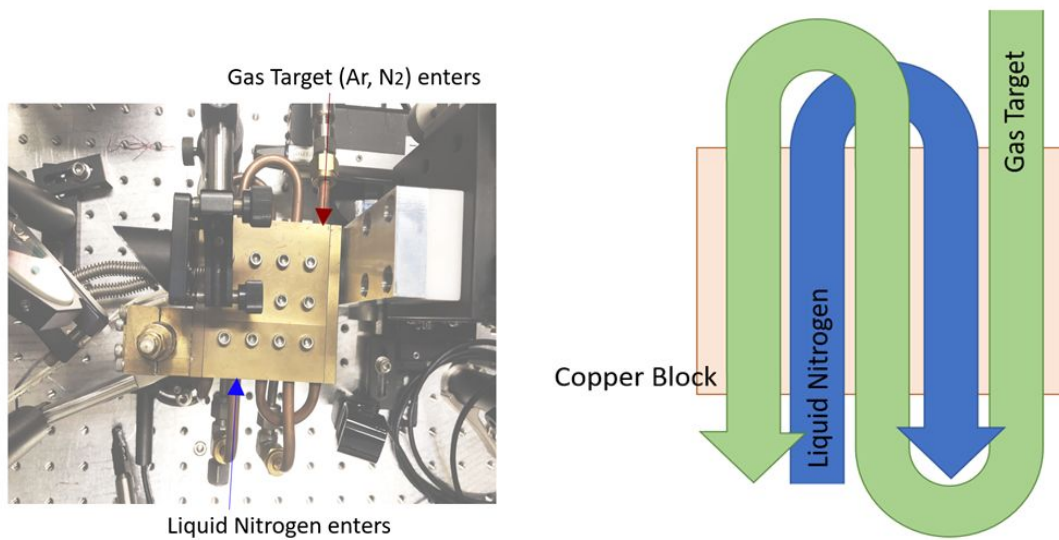 Gas Target (Ar, N2) enters
Liquid Nitrogen enters
Copper Block
Liquid Nitrogen
Gas Target